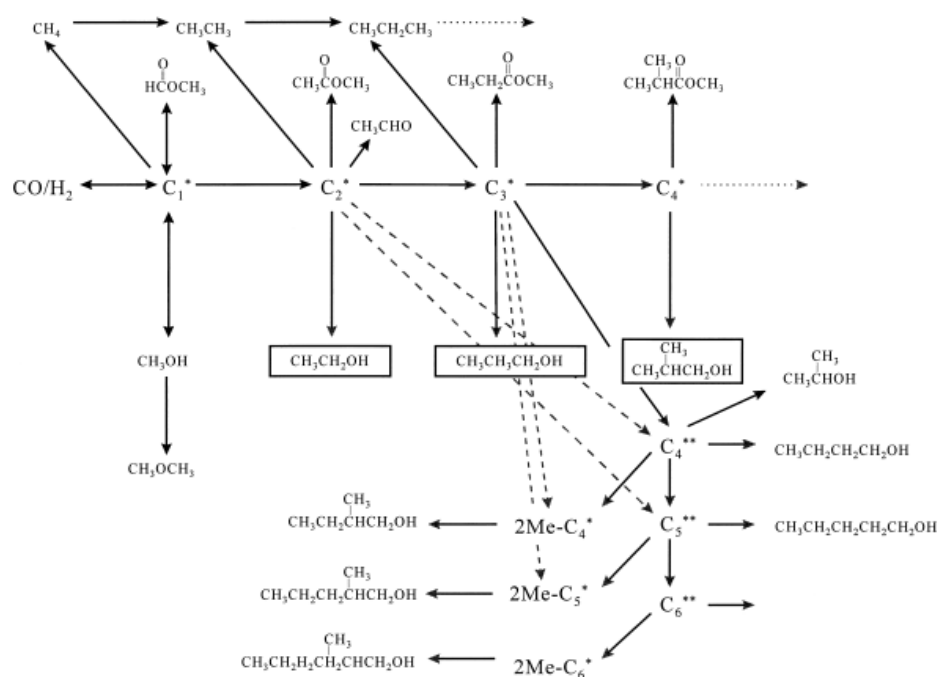 CH₄ CH₃CH₃ CH₃CH₂CH₃
O O O CH₃ O
HCOCH₃ CH₃COCH₃ CH₃CH₂COCH₃ CH₃CHCOCH₃
CH₃CHO
CO/H₂ C₁* C₂* C₃* C₄*
CH₃ CH₃
CH₃OH CH₃CH₂OH CH₃CH₂CH₂OH CH₃CHCH₂OH CH₃CHOH
CH₃OCH₃ C₄** CH₃CH₂CH₂CH₂OH
CH₃
CH₃CH₂CHCH₂OH 2Me-C₄* C₅** CH₃CH₂CH₂CH₂CH₂OH
CH₃
CH₃CH₂CH₂CHCH₂OH 2Me-C₅* C₆**
CH₃
CH₃CH₂H₂CH₂CHCH₂OH 2Me-C₆*